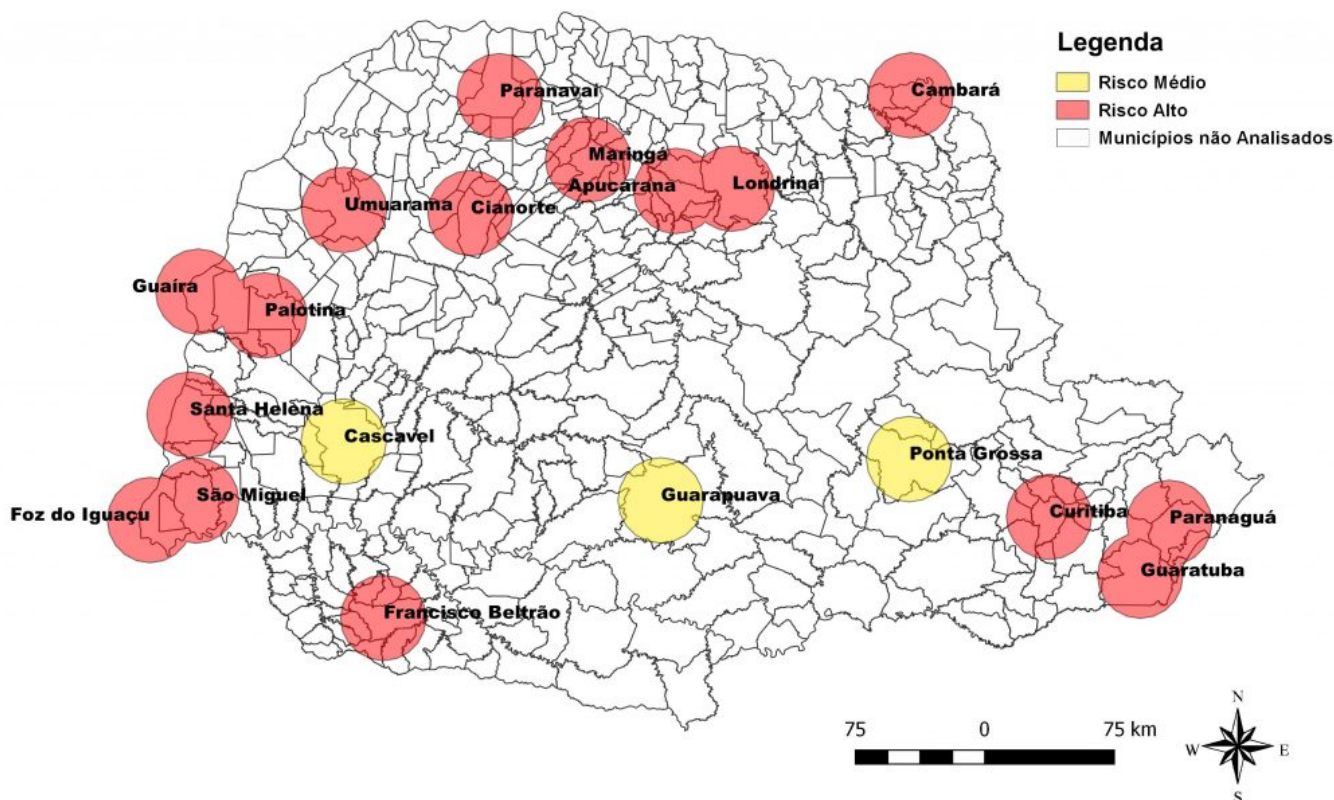 Legenda
Risco Médio
Risco Alto
Municípios não Analisados
Paranavaí
Cambará
Maringá
Apucarana
Londrina
Umuarama
Cianorte
Guaíra
Palotina
Santa Helèna
Cascavel
Ponta Grossa
São Miguel
Guarapuava
Foz do Iguaçu
Curitiba
Paranaguá
Guaratuba
Francisco Beltrão
75 0 75 km
N
W E
S